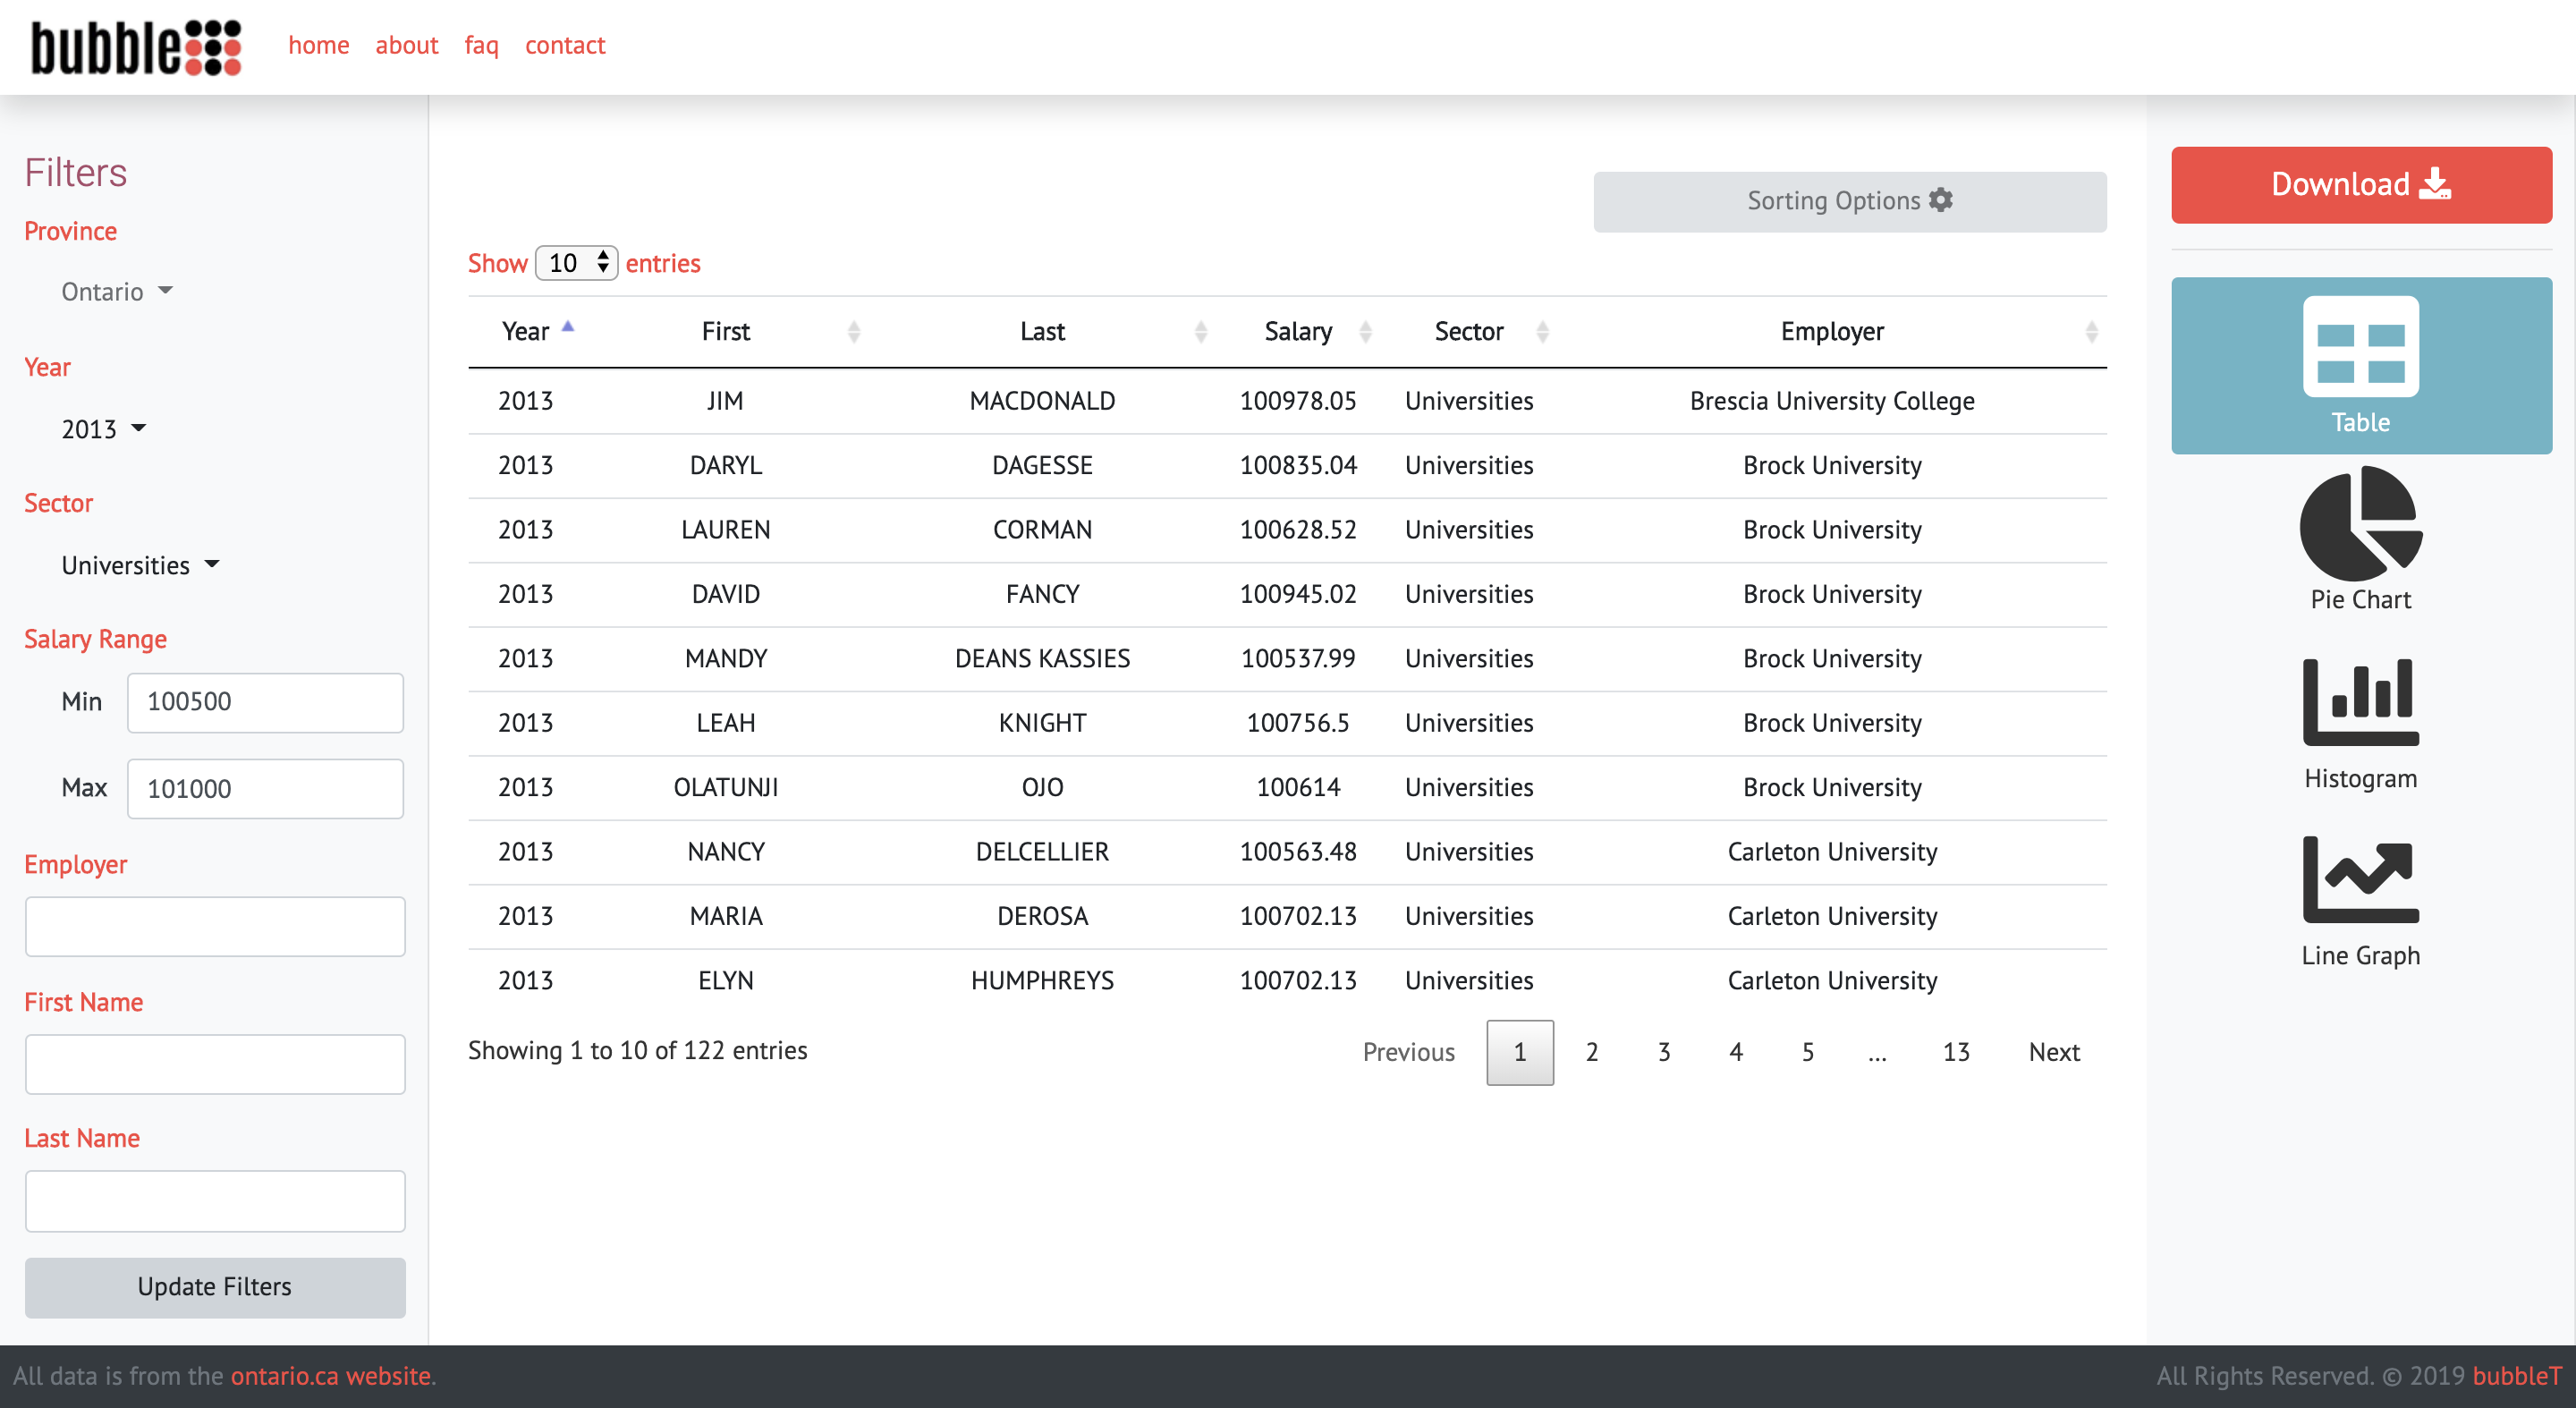 bubble
home about faq contact
Filters
Province
Ontario
Year
2013
Sector
Universities
Salary Range
Min 100500
Max 101000
Employer
First Name
Last Name
Update Filters
Sorting Options
Show 10 entries
Year First Last Salary Sector Employer
2013 JIM MACDONALD 100978.05 Universities Brescia University College
2013 DARYL DAGESSE 100835.04 Universities Brock University
2013 LAUREN CORMAN 100628.52 Universities Brock University
2013 DAVID FANCY 100945.02 Universities Brock University
2013 MANDY DEANS KASSIES 100537.99 Universities Brock University
2013 LEAH KNIGHT 100756.5 Universities Brock University
2013 OLATUNJI OJO 100614 Universities Brock University
2013 NANCY DELCELLIER 100563.48 Universities Carleton University
2013 MARIA DEROSA 100702.13 Universities Carleton University
2013 ELYN HUMPHREYS 100702.13 Universities Carleton University
Showing 1 to 10 of 122 entries
Previous 1 2 3 4 5 ... 13 Next
Download
Table
Pie Chart
Histogram
Line Graph
All data is from the ontario.ca website.
All Rights Reserved. © 2019 bubbleT